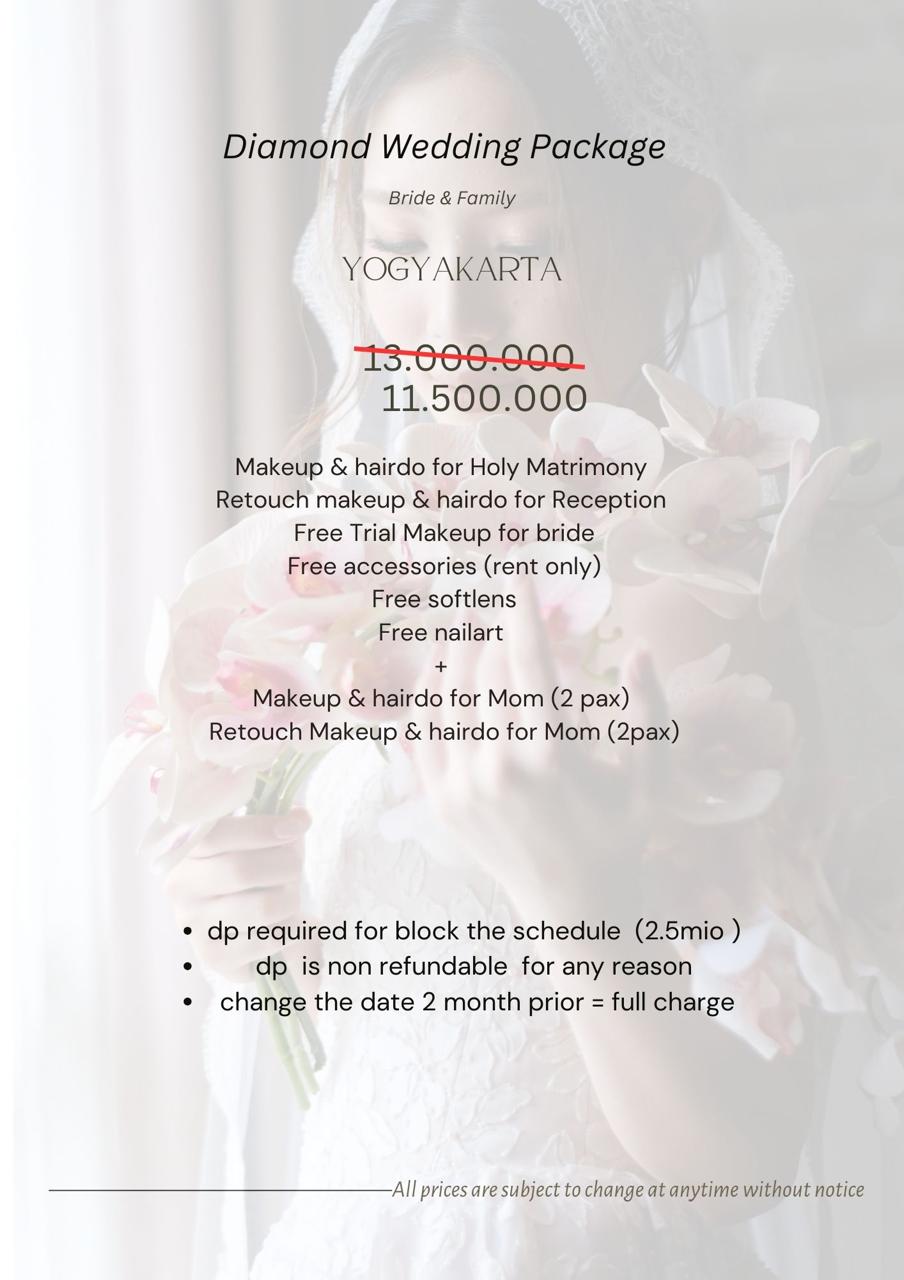 Diamond Wedding Package
Bride & Family
YOGYAKARTA
13.000.000
11.500.000
Makeup & hairdo for Holy Matrimony
Retouch makeup & hairdo for Reception
Free Trial Makeup for bride
Free accessories (rent only)
Free softlens
Free nailart
+
Makeup & hairdo for Mom (2 pax)
Retouch Makeup & hairdo for Mom (2pax)
• dp required for block the schedule (2.5mio )
• dp is non refundable for any reason
• change the date 2 month prior = full charge
All prices are subject to change at anytime without notice